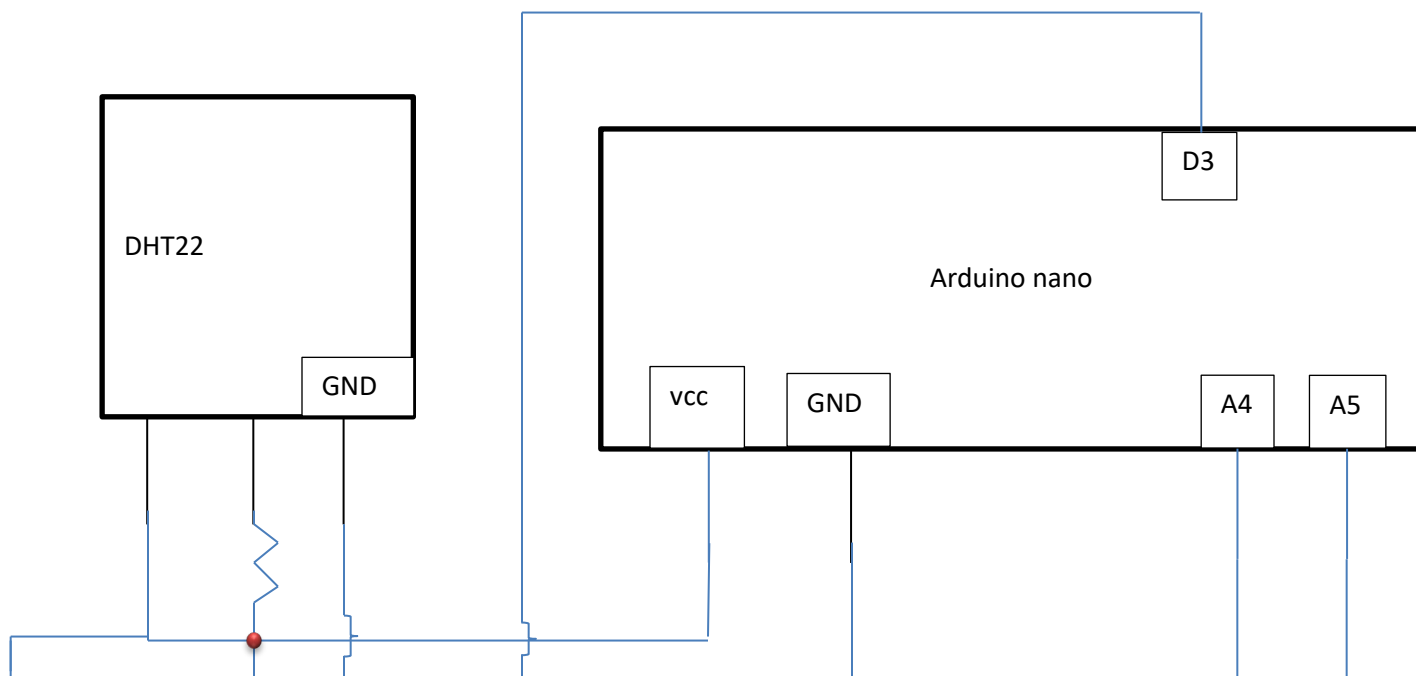 D3
DHT22
Arduino nano
GND
vcc
GND
A4
A5